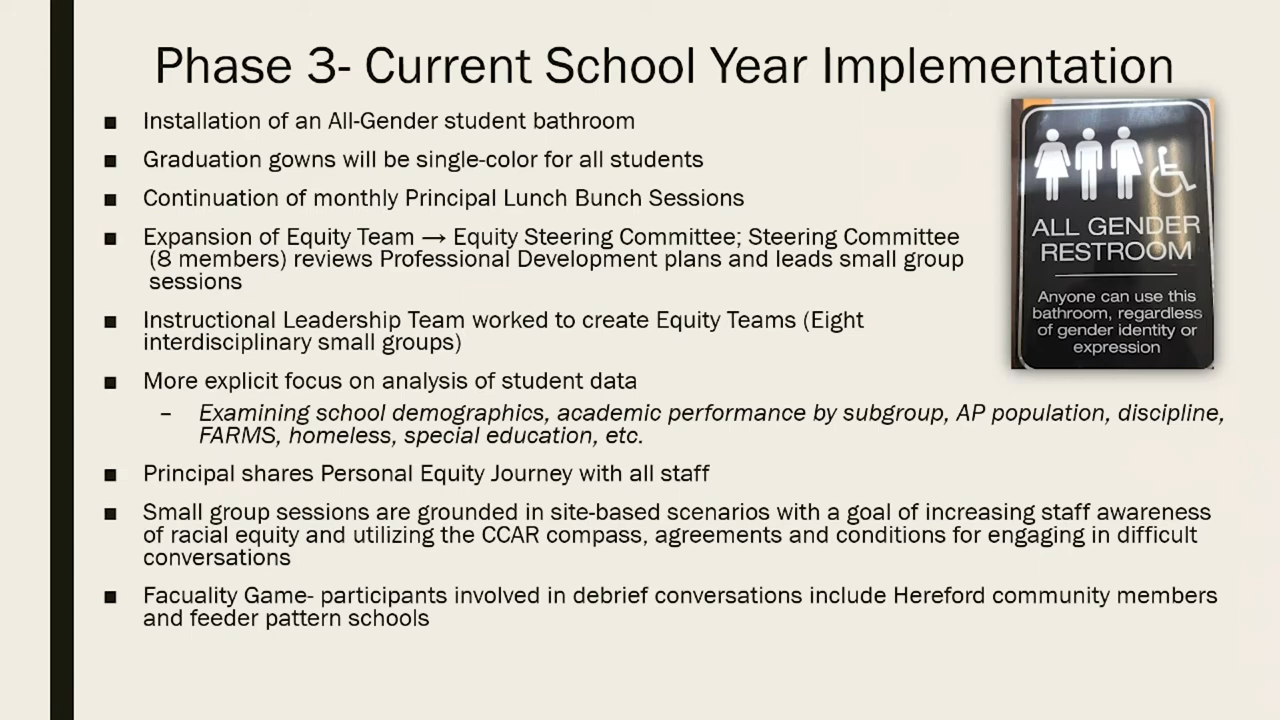 Phase 3- Current School Year Implementation
■ Installation of an All-Gender student bathroom
■ Graduation gowns will be single-color for all students
■ Continuation of monthly Principal Lunch Bunch Sessions
■ Expansion of Equity Team → Equity Steering Committee; Steering Committee
(8 members) reviews Professional Development plans and leads small group
sessions
■ Instructional Leadership Team worked to create Equity Teams (Eight
interdisciplinary small groups)
■ More explicit focus on analysis of student data
– Examining school demographics, academic performance by subgroup, AP population, discipline,
FARMS, homeless, special education, etc.
■ Principal shares Personal Equity Journey with all staff
■ Small group sessions are grounded in site-based scenarios with a goal of increasing staff awareness
of racial equity and utilizing the CCAR compass, agreements and conditions for engaging in difficult
conversations
■ Facuality Game- participants involved in debrief conversations include Hereford community members
and feeder pattern schools
ALL GENDER
RESTROOM
Anyone can use this
bathroom, regardless
of gender identity or
expression